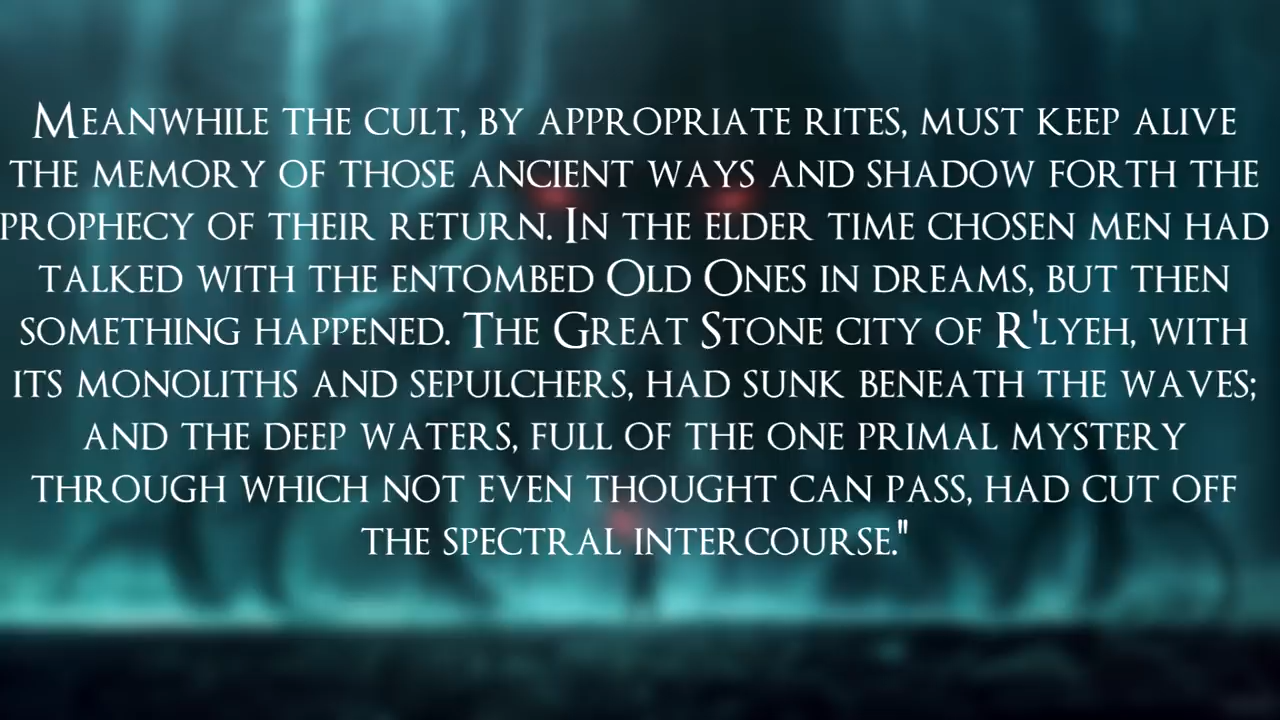 Meanwhile the cult, by appropriate rites, must keep alive
the memory of those ancient ways and shadow forth the
prophecy of their return. In the elder time chosen men had
talked with the entombed Old Ones in dreams, but then
something happened. The Great Stone city of R'lyeh, with
its monoliths and sepulchers, had sunk beneath the waves;
and the deep waters, full of the one primal mystery
through which not even thought can pass, had cut off
the spectral intercourse."